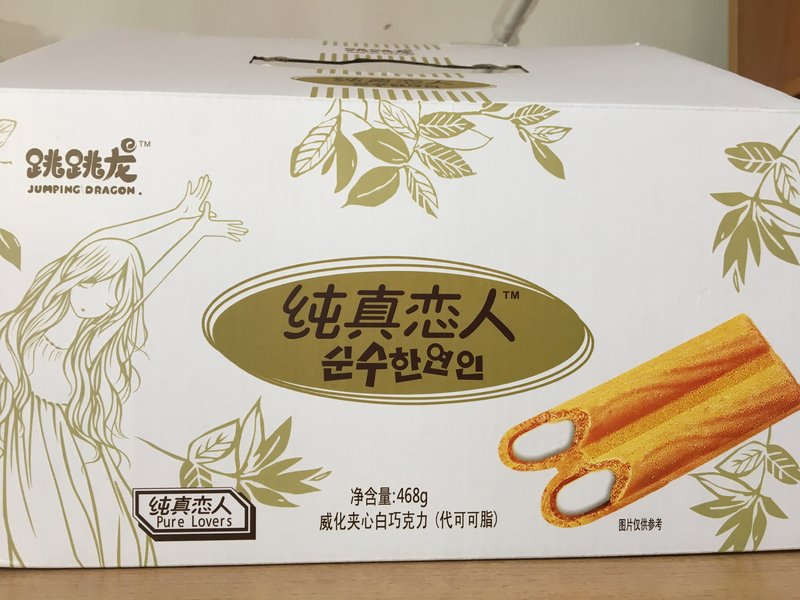 跳跳龙™
JUMPING DRAGON.
纯真恋人™
순수한연인
纯真恋人
Pure Lovers
净含量:468g
威化夹心白巧克力 (代可可脂)
图片仅供参考